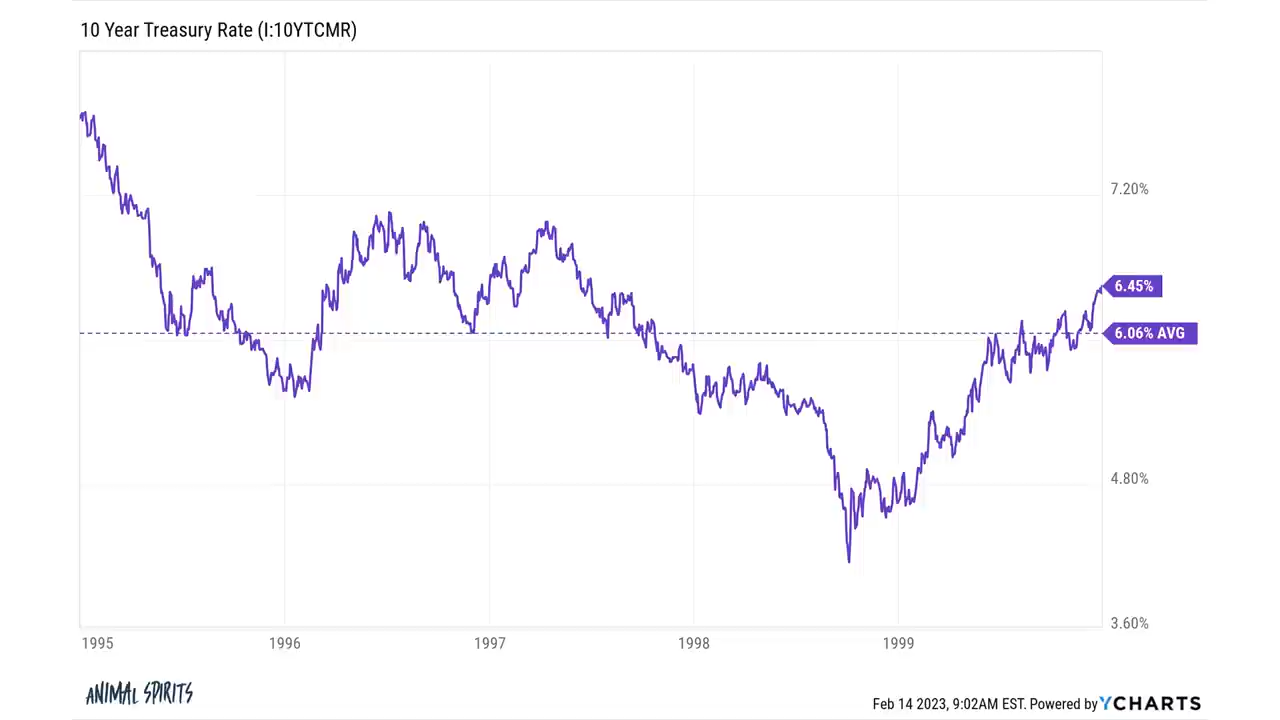 10 Year Treasury Rate (I:10YTCMR)
7.20%
6.45%
6.06% AVG
4.80%
3.60%
1995 1996 1997 1998 1999
ANIMAL SPIRITS
Feb 14 2023, 9:02AM EST. Powered by YCHARTS